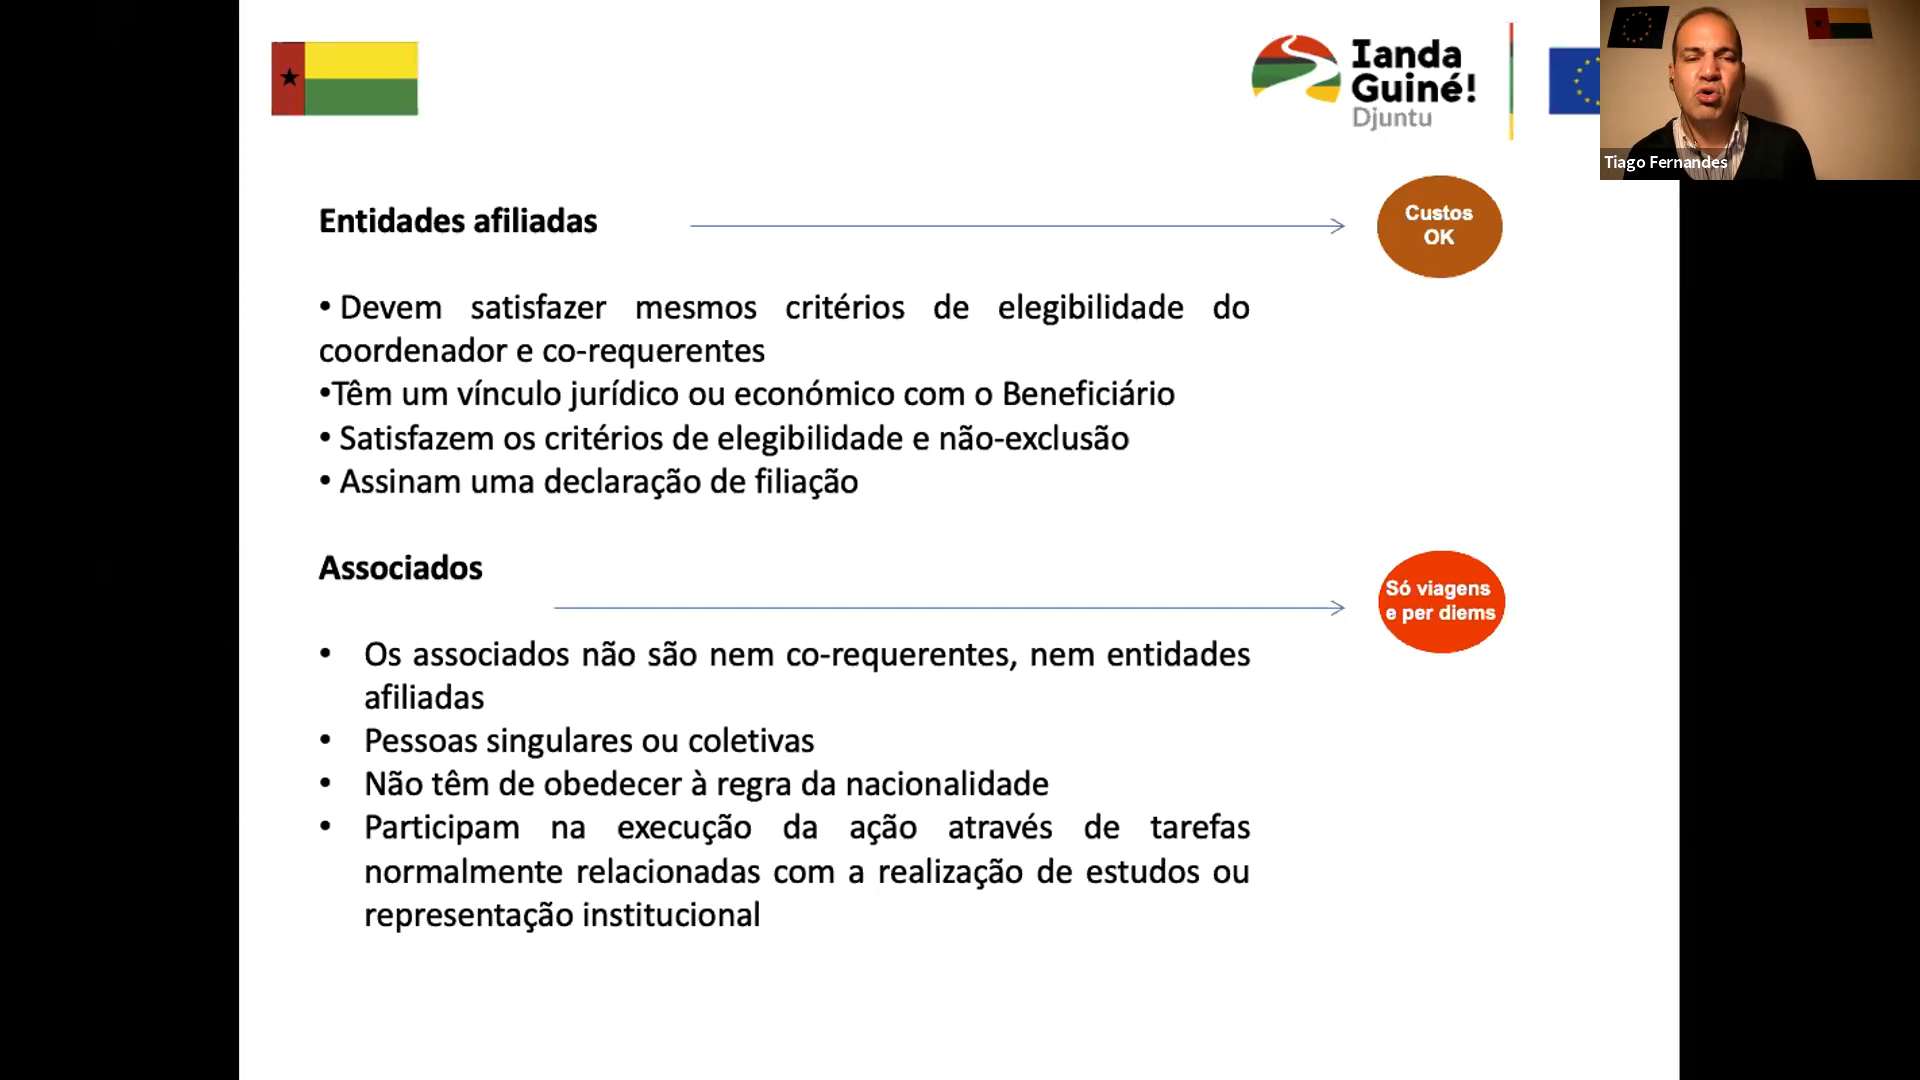 Ianda
Guiné!
Djuntu
Tiago Fernandes
Entidades afiliadas
Custos
OK
• Devem satisfazer mesmos critérios de elegibilidade do
coordenador e co-requerentes
•Têm um vínculo jurídico ou económico com o Beneficiário
• Satisfazem os critérios de elegibilidade e não-exclusão
• Assinam uma declaração de filiação
Associados
Só viagens
e per diems
• Os associados não são nem co-requerentes, nem entidades
afiliadas
• Pessoas singulares ou coletivas
• Não têm de obedecer à regra da nacionalidade
• Participam na execução da ação através de tarefas
normalmente relacionadas com a realização de estudos ou
representação institucional